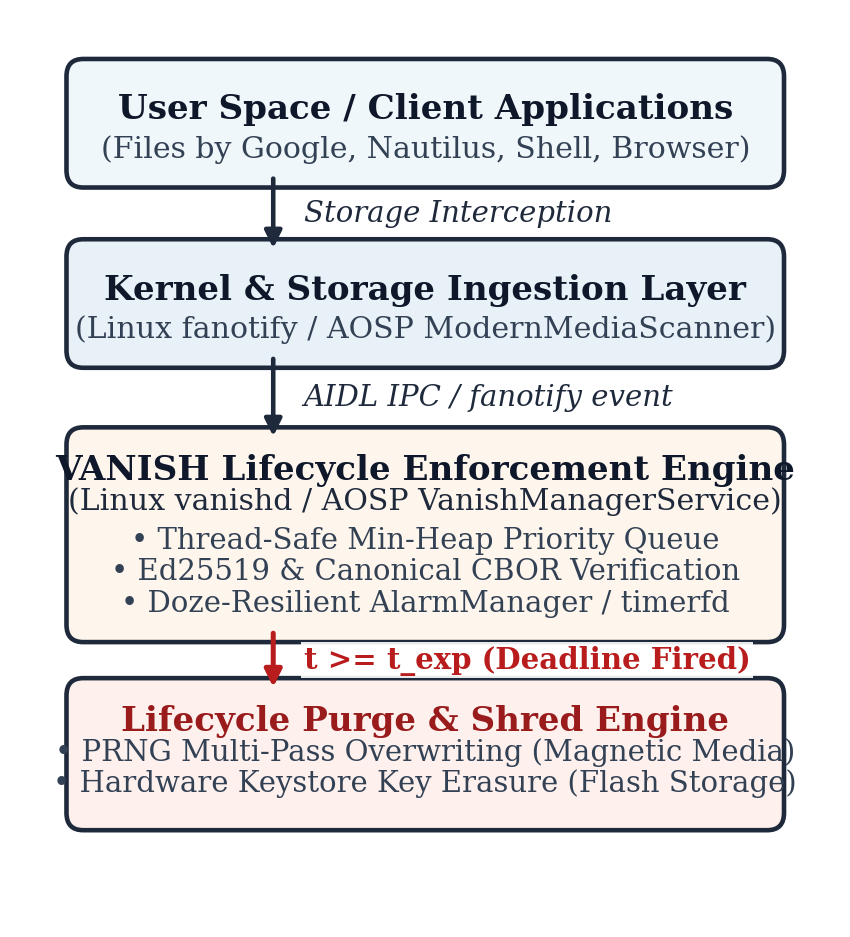 User Space / Client Applications
(Files by Google, Nautilus, Shell, Browser)
Storage Interception
Kernel & Storage Ingestion Layer
(Linux fanotify / AOSP ModernMediaScanner)
AIDL IPC / fanotify event
VANISH Lifecycle Enforcement Engine
(Linux vanishd / AOSP VanishManagerService)
• Thread-Safe Min-Heap Priority Queue
• Ed25519 & Canonical CBOR Verification
• Doze-Resilient AlarmManager / timerfd
t >= t_exp (Deadline Fired)
Lifecycle Purge & Shred Engine
• PRNG Multi-Pass Overwriting (Magnetic Media)
• Hardware Keystore Key Erasure (Flash Storage)